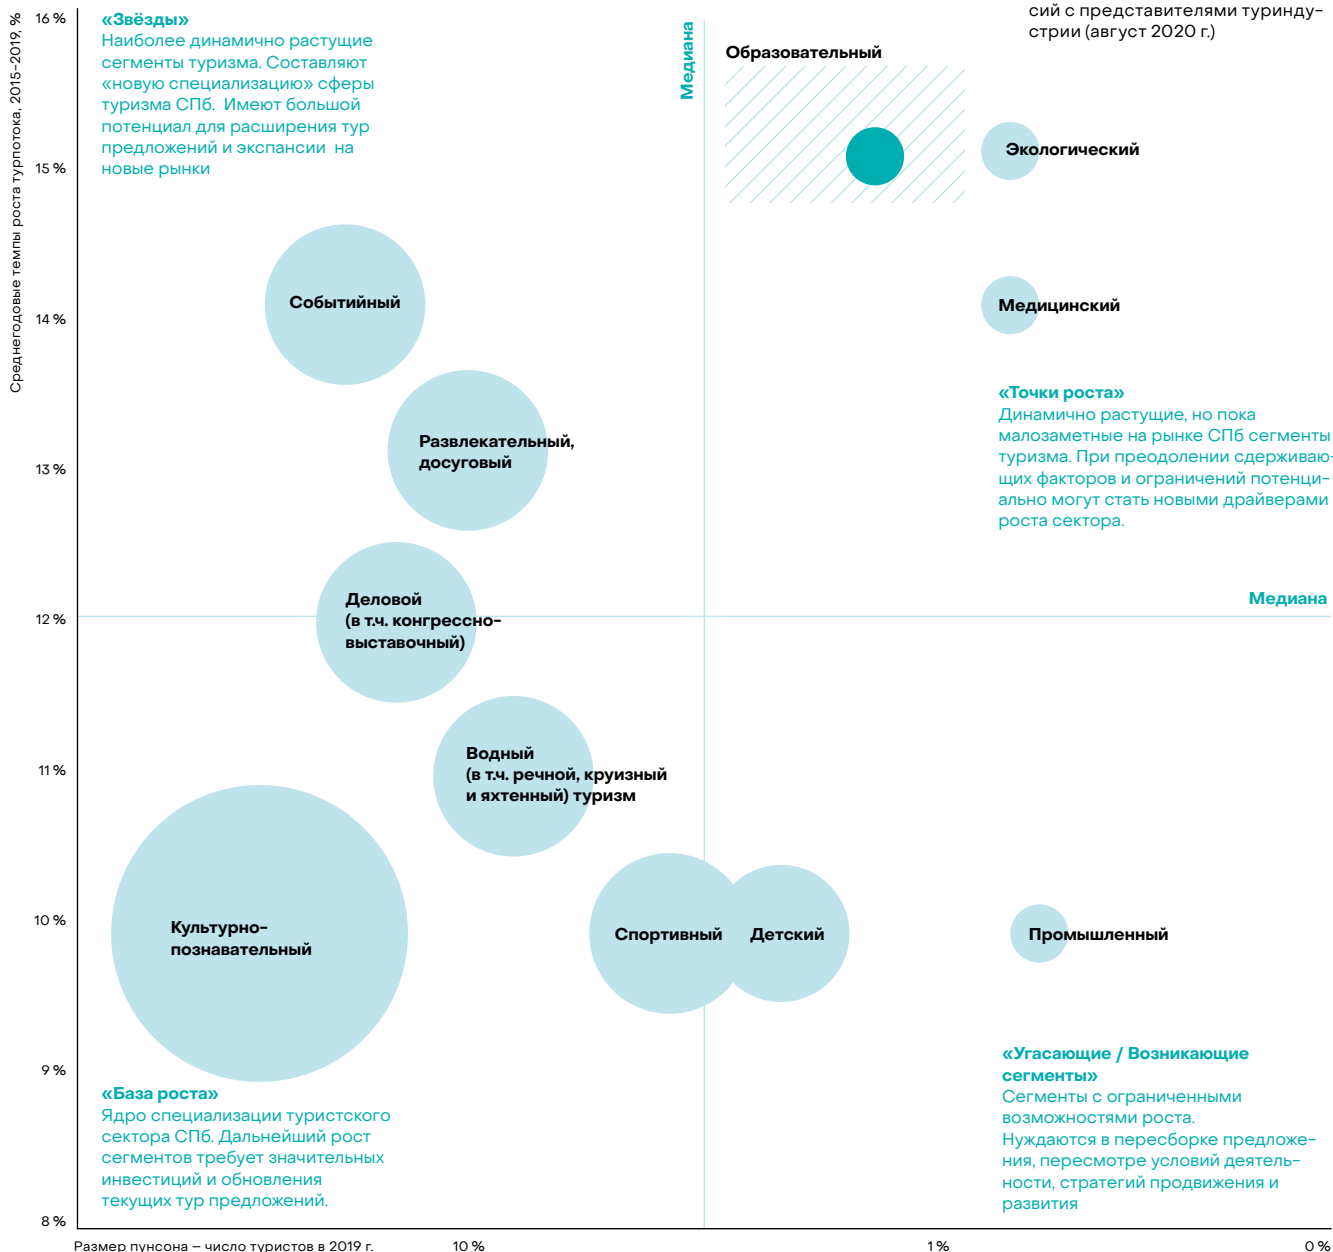 сий с представителями туринду-
стрии (август 2020 г.)
Среднегодовые темпы роста турпотока, 2015-2019, %
16 %
15 %
14 %
13 %
12 %
11 %
10 %
9 %
8 %
«Звёзды»
Наиболее динамично растущие
сегменты туризма. Составляют
«новую специализацию» сферы
туризма СПб. Имеют большой
потенциал для расширения тур
предложений и экспансии на
новые рынки
Медиана
Образовательный
Экологический
Событийный
Медицинский
«Точки роста»
Динамично растущие, но пока
малозаметные на рынке СПб сегменты
туризма. При преодолении сдерживаю-
щих факторов и ограничений потенци-
ально могут стать новыми драйверами
роста сектора.
Развлекательный,
досуговый
Медиана
Деловой
(в т.ч. конгрессно-
выставочный)
Водный
(в т.ч. речной, круизный
и яхтенный) туризм
Культурно-
познавательный
Спортивный
Детский
Промышленный
«База роста»
Ядро специализации туристского
сектора СПб. Дальнейший рост
сегментов требует значительных
инвестиций и обновления
текущих тур предложений.
«Угасающие / Возникающие
сегменты»
Сегменты с ограниченными
возможностями роста.
Нуждаются в пересборке предложе-
ния, пересмотре условий деятель-
ности, стратегий продвижения и
развития
Размер пунсона – число туристов в 2019 г.
10 %
1 %
0 %